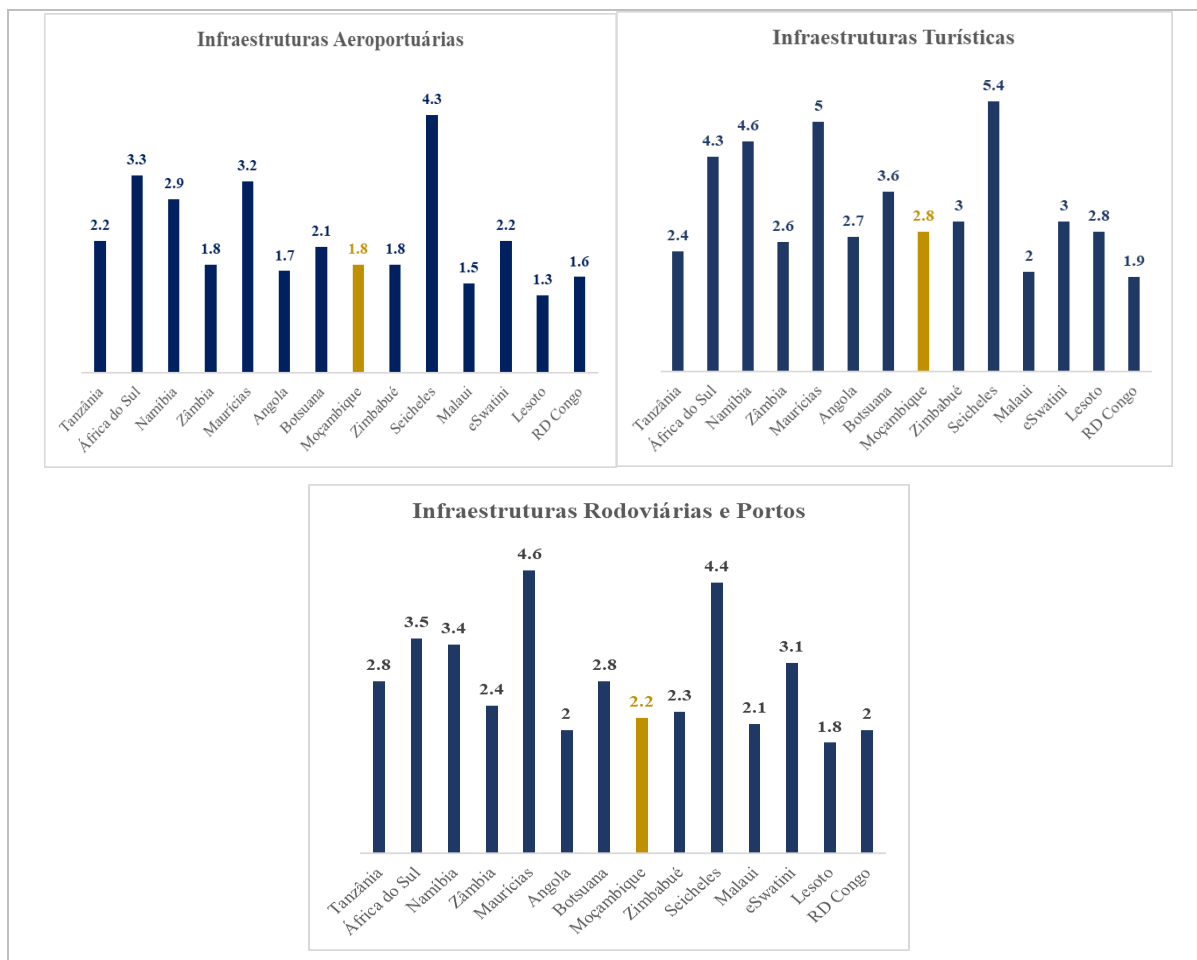 Infraestruturas Aeroportuárias
2.2
3.3
2.9
1.8
3.2
1.7
2.1
1.8
1.8
4.3
1.5
2.2
1.3
1.6
Tanzânia
África do Sul
Namíbia
Zâmbia
Maurícias
Angola
Botsuana
Moçambique
Zimbabué
Seicheles
Malaui
eSwatini
Lesoto
RD Congo
Infraestruturas Turísticas
2.4
4.3
4.6
2.6
5
2.7
3.6
2.8
3
5.4
2
3
2.8
1.9
Tanzânia
África do Sul
Namíbia
Zâmbia
Maurícias
Angola
Botsuana
Moçambique
Zimbabué
Seicheles
Malaui
eSwatini
Lesoto
RD Congo
Infraestruturas Rodoviárias e Portos
2.8
3.5
3.4
2.4
4.6
2
2.8
2.2
2.3
4.4
2.1
3.1
1.8
2
Tanzânia
África do Sul
Namíbia
Zâmbia
Maurícias
Angola
Botsuana
Moçambique
Zimbabué
Seicheles
Malaui
eSwatini
Lesoto
RD Congo